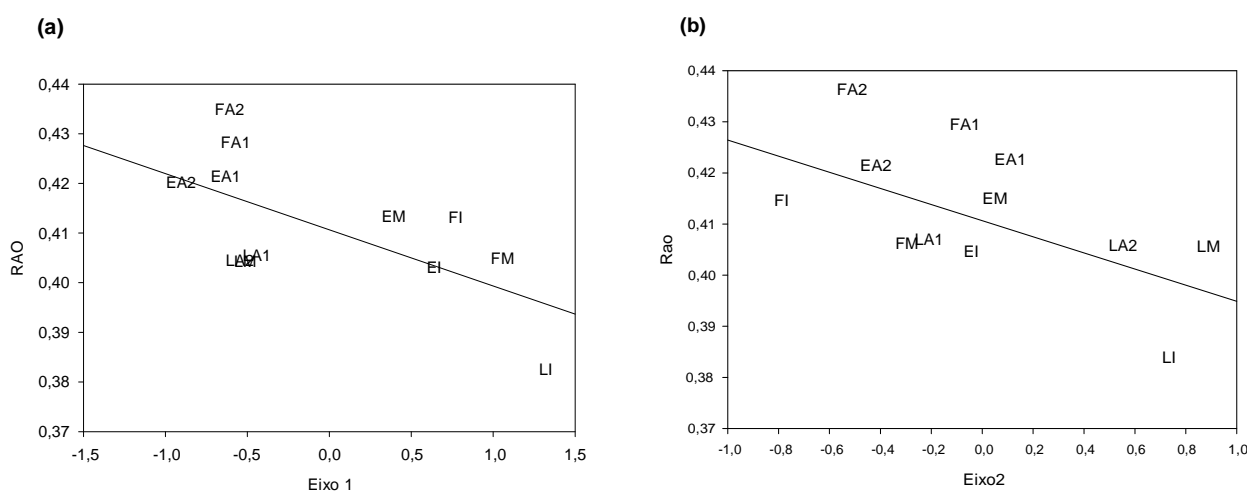 (a)
RAO
0,44
0,43
0,42
0,41
0,40
0,39
0,38
0,37
FA2
FA1
EA2
EA1
EM
FI
LA1
FM
EI
LI
-1,5
-1,0
-0,5
0,0
0,5
1,0
1,5
Eixo 1
(b)
Rao
0,44
0,43
0,42
0,41
0,40
0,39
0,38
0,37
FA2
FA1
EA2
EA1
FI
EM
FM
LA1
EI
LA2
LM
LI
-1,0
-0,8
-0,6
-0,4
-0,2
0,0
0,2
0,4
0,6
0,8
1,0
Eixo2